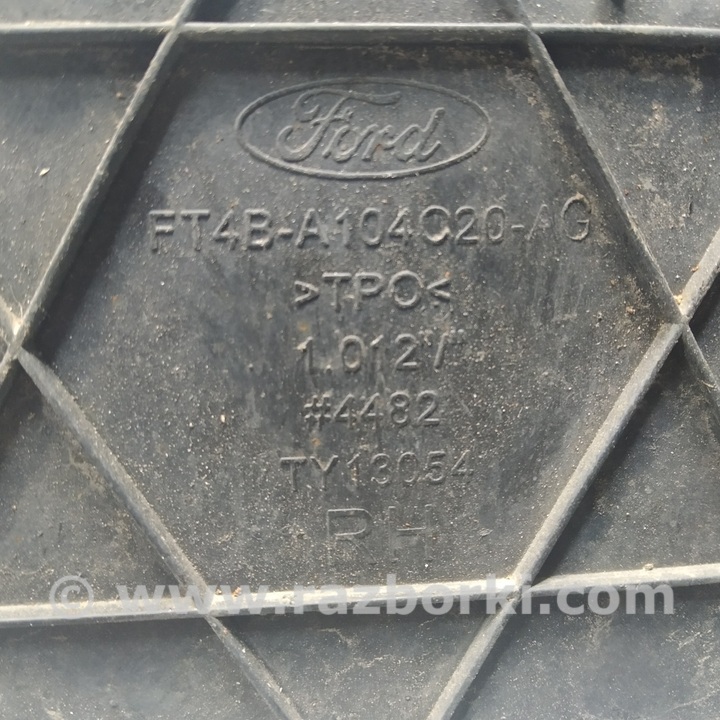 Ford
FT4B-A104C20-AG
>TPO<
1.012"/"
#4482
TY13054
RH
© www.razborki.com